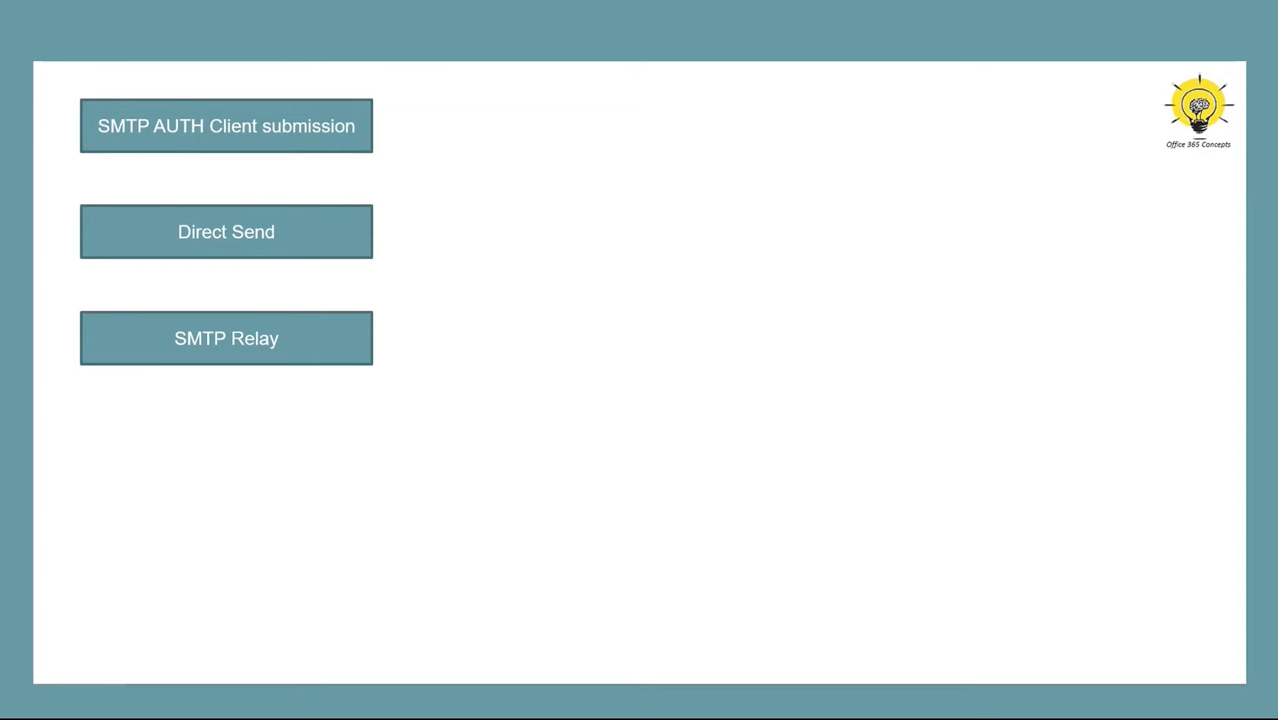 SMTP AUTH Client submission
Office 365 Concepts
Direct Send
SMTP Relay